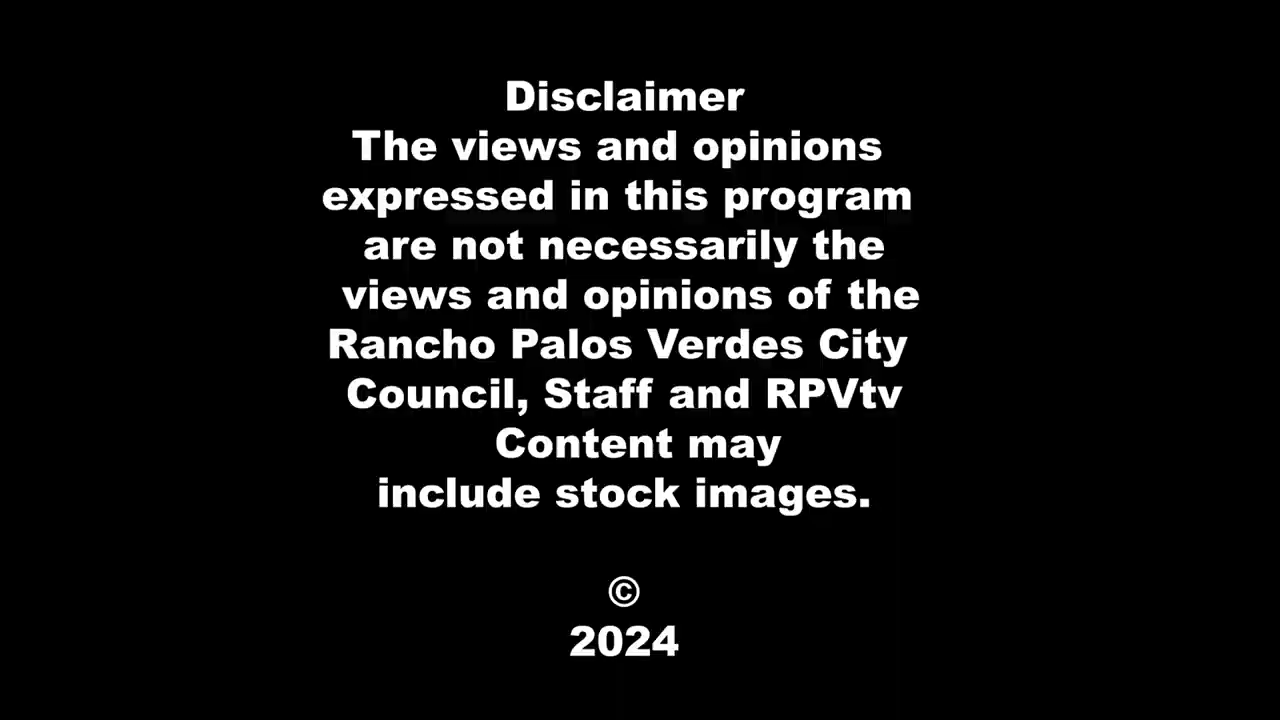 Disclaimer
The views and opinions
expressed in this program
are not necessarily the
views and opinions of the
Rancho Palos Verdes City
Council, Staff and RPVtv
Content may
include stock images.
©
2024